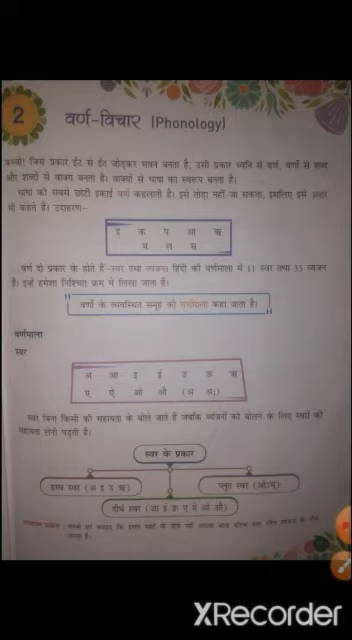 2
वर्ण-विचार (Phonology)
बच्चो! जिस प्रकार ईंट से ईंट जोड़कर भवन बनता है, उसी प्रकार ध्वनि से वर्ण, वर्णों से शब्द
और शब्दों से वाक्य बनता है। वाक्यों से भाषा का स्वरूप बनता है।
भाषा की सबसे छोटी इकाई वर्ण कहलाती है। इसे तोड़ा नहीं जा सकता, इसलिए इसे अक्षर
भी कहते हैं। उदाहरण–
इ क प आ ऋ
म ल स
वर्ण दो प्रकार के होते हैं -स्वर तथा व्यंजन। हिंदी की वर्णमाला में 11 स्वर तथा 33 व्यंजन
हैं। इन्हें हमेशा निश्चित क्रम में लिखा जाता है।
वर्णों के व्यवस्थित समूह को वर्णमाला कहा जाता है।
वर्णमाला
स्वर
अ आ इ ई उ ऊ ऋ
ए ऐ ओ औ (अं अः)
स्वर बिना किसी की सहायता के बोले जाते हैं जबकि व्यंजनों को बोलने के लिए स्वरों की
सहायता लेनी पड़ती है।
स्वर के प्रकार
ह्रस्व स्वर (अ इ उ ऋ)
प्लुत स्वर (ओ३म्)
दीर्घ स्वर (आ ई ऊ ए ऐ ओ औ)
XRecorder